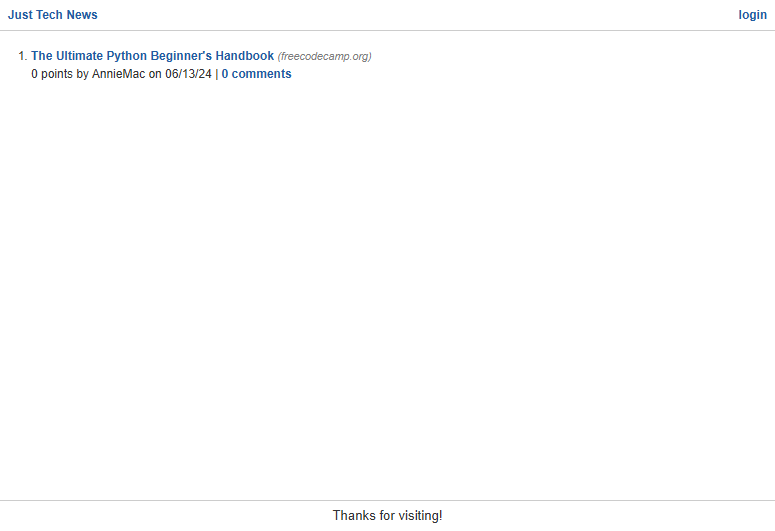 Just Tech News
login
1. The Ultimate Python Beginner's Handbook (freecodecamp.org)
0 points by AnnieMac on 06/13/24 | 0 comments
Thanks for visiting!